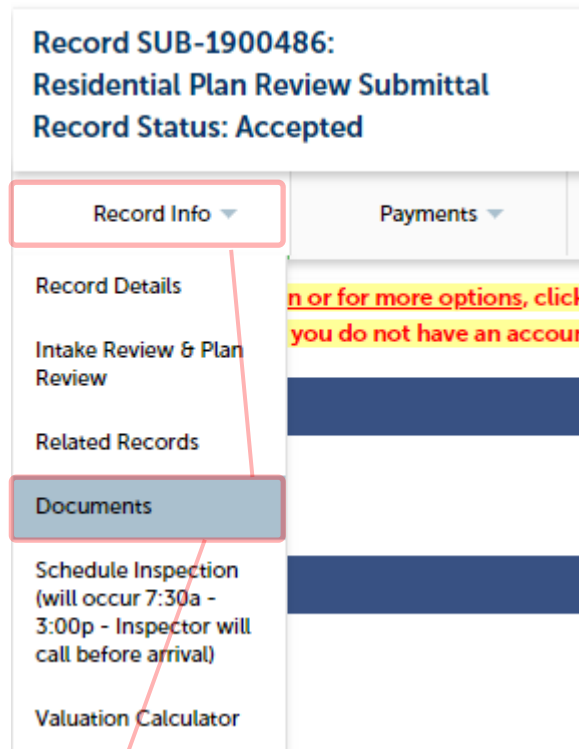 Record SUB-1900486:
Residential Plan Review Submittal
Record Status: Accepted
Record Info
Payments
Record Details
n or for more options, click
you do not have an accour
Intake Review & Plan
Review
Related Records
Documents
Schedule Inspection
(will occur 7:30a -
3:00p - Inspector will
call before arrival)
Valuation Calculator